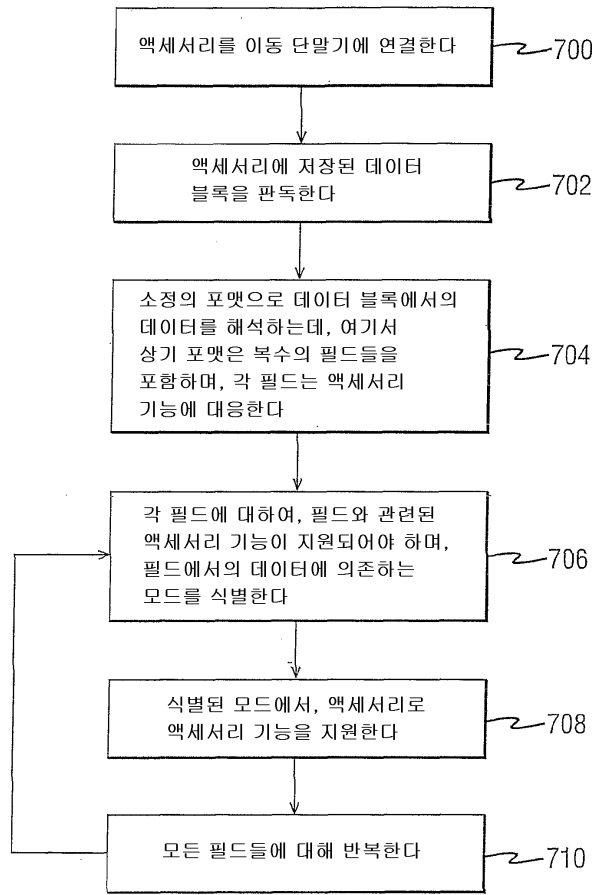 액세서리를 이동 단말기에 연결한다
700
액세서리에 저장된 데이터
블록을 판독한다
702
소정의 포맷으로 데이터 블록에서의
데이터를 해석하는데, 여기서
상기 포맷은 복수의 필드들을
포함하며, 각 필드는 액세서리
기능에 대응한다
704
각 필드에 대하여, 필드와 관련된
액세서리 기능이 지원되어야 하며,
필드에서의 데이터에 의존하는
모드를 식별한다
706
식별된 모드에서, 액세서리로
액세서리 기능을 지원한다
708
모든 필드들에 대해 반복한다
710